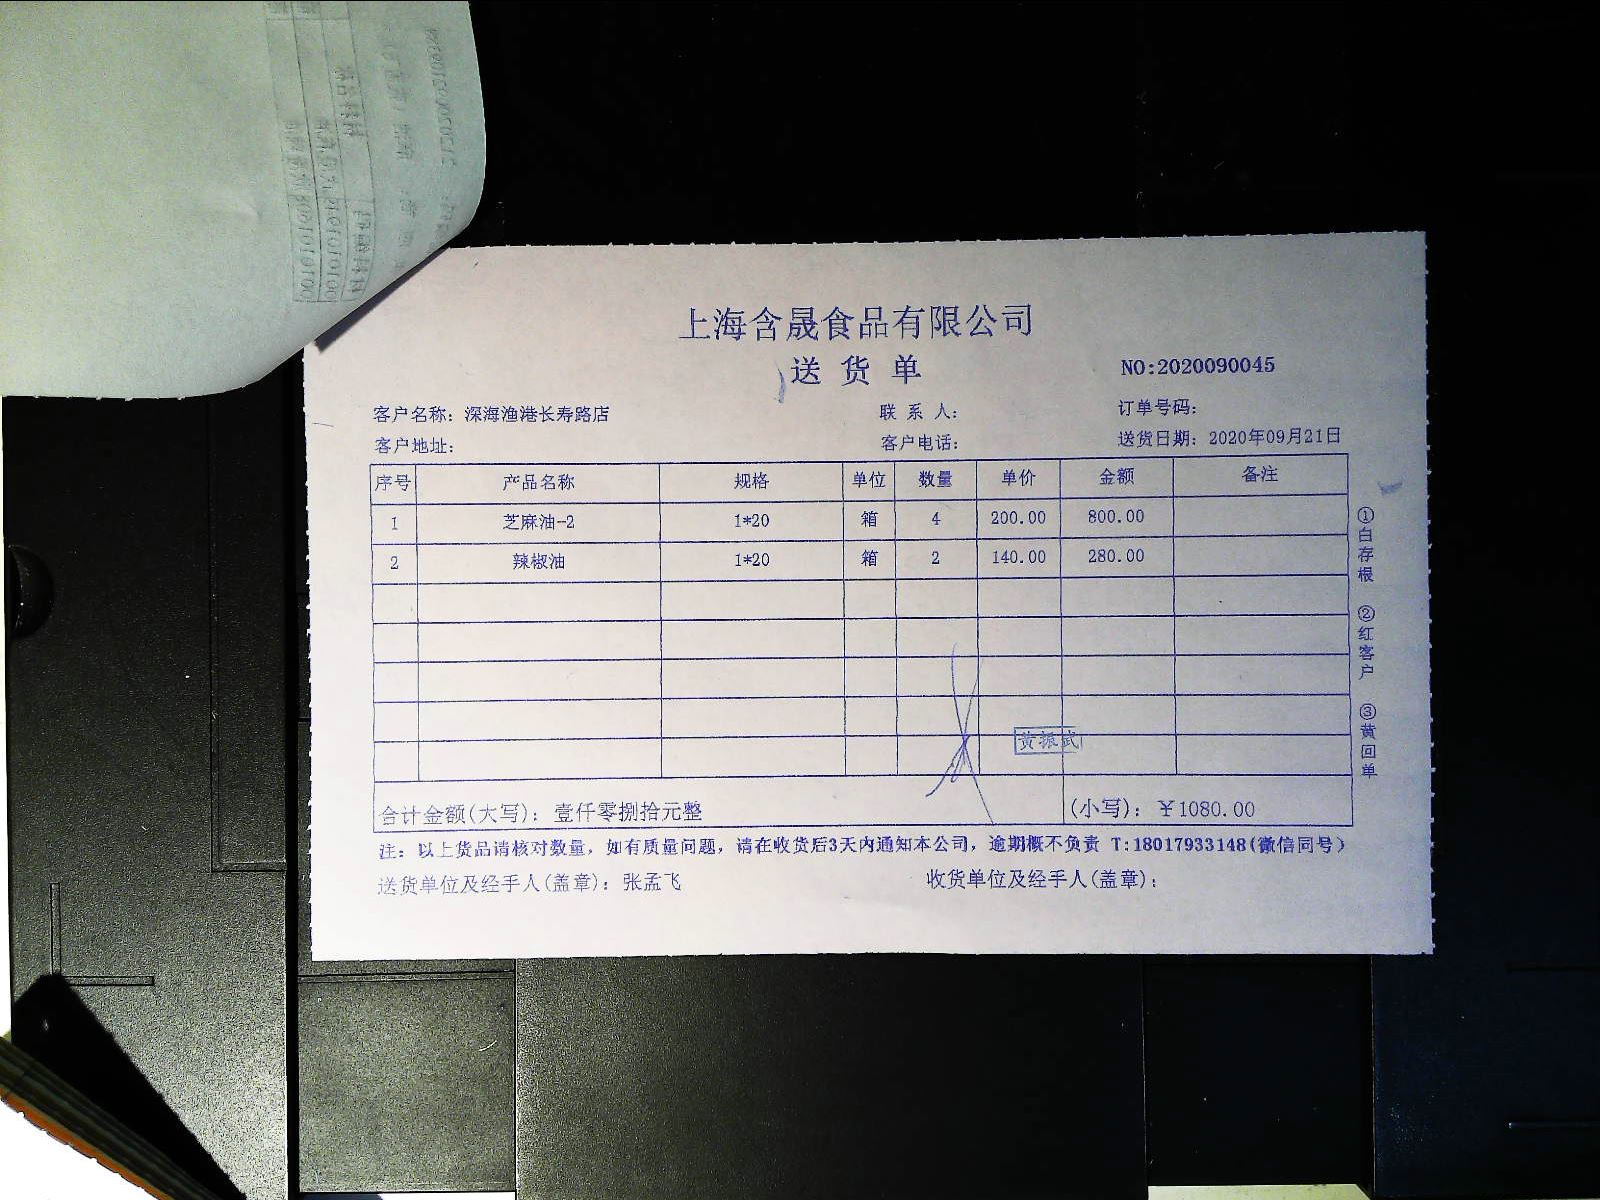 上海含晟食品有限公司
送 货 单
NO:2020090045
客户名称：深海渔港长寿路店 联 系 人： 订单号码：
客户地址： 客户电话： 送货日期：2020年09月21日
序号 产品名称 规格 单位 数量 单价 金额 备注
1 芝麻油-2 1*20 箱 4 200.00 800.00
2 辣椒油 1*20 箱 2 140.00 280.00
黄振武
合计金额(大写)：壹仟零捌拾元整 (小写)：￥1080.00
注：以上货品请核对数量，如有质量问题，请在收货后3天内通知本公司，逾期概不负责 T:18017933148(微信同号)
送货单位及经手人(盖章)：张孟飞 收货单位及经手人(盖章)：
①白存根 ②红客户 ③黄回单